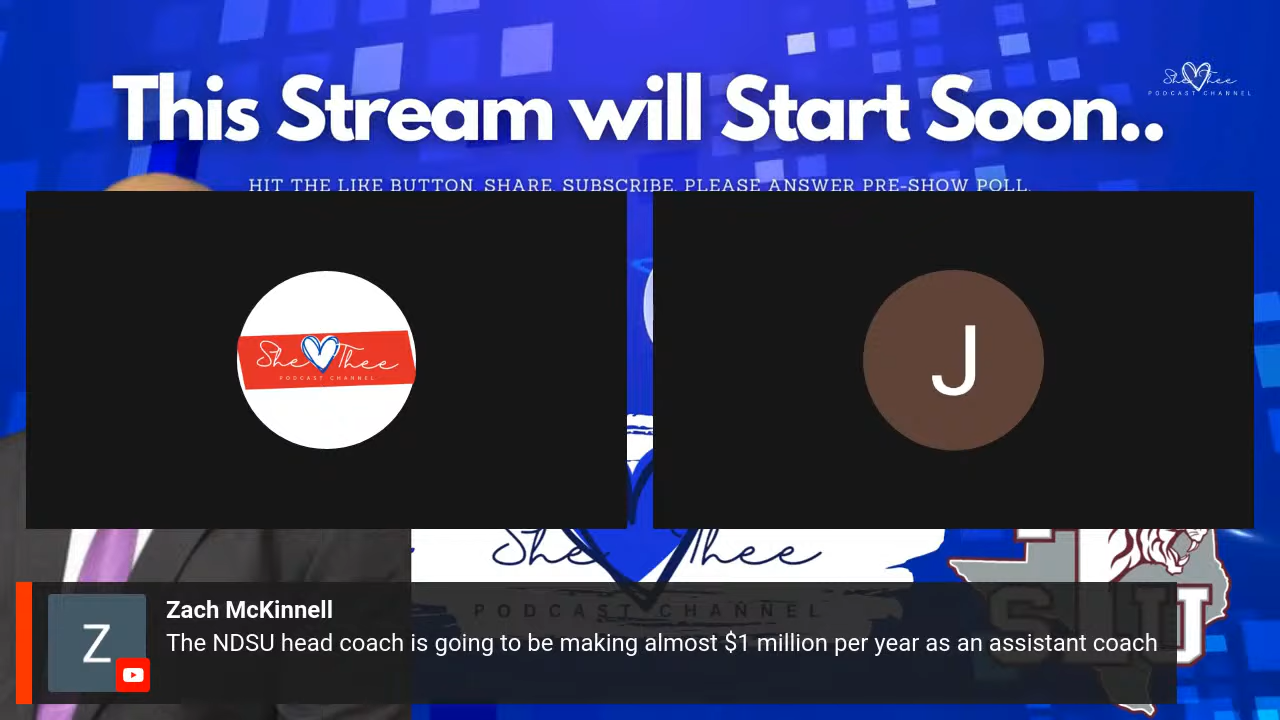 This Stream will Start Soon..
She Thee
PODCAST CHANNEL
HIT THE LIKE BUTTON, SHARE, SUBSCRIBE, PLEASE ANSWER PRE-SHOW POLL.
She Thee
PODCAST CHANNEL
J
She Thee
PODCAST CHANNEL
Z
Zach McKinnell
The NDSU head coach is going to be making almost $1 million per year as an assistant coach